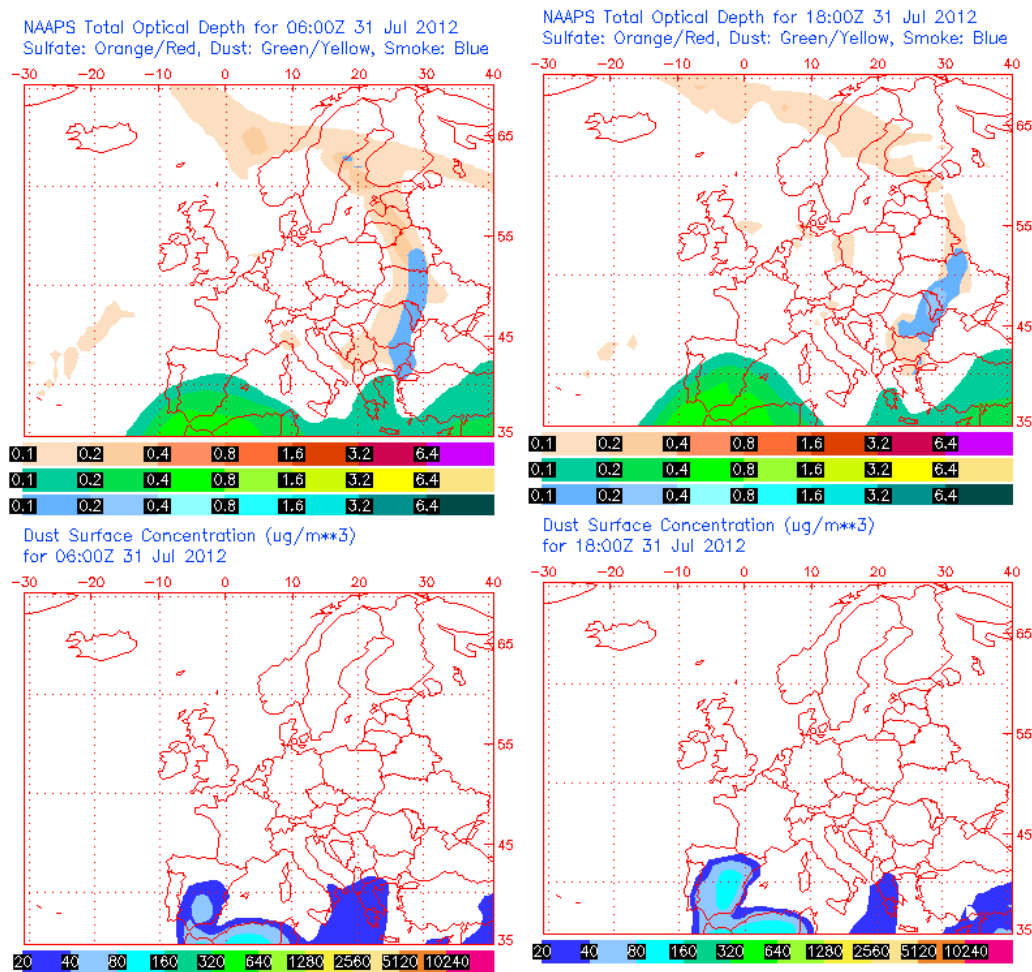 NAAPS Total Optical Depth for 06:00Z 31 Jul 2012
Sulfate: Orange/Red, Dust: Green/Yellow, Smoke: Blue
-30 -20 -10 0 10 20 30 40
65
55
45
35
0.1 0.2 0.4 0.8 1.6 3.2 6.4
0.1 0.2 0.4 0.8 1.6 3.2 6.4
0.1 0.2 0.4 0.8 1.6 3.2 6.4
NAAPS Total Optical Depth for 18:00Z 31 Jul 2012
Sulfate: Orange/Red, Dust: Green/Yellow, Smoke: Blue
-30 -20 -10 0 10 20 30 40
65
55
45
35
0.1 0.2 0.4 0.8 1.6 3.2 6.4
0.1 0.2 0.4 0.8 1.6 3.2 6.4
0.1 0.2 0.4 0.8 1.6 3.2 6.4
Dust Surface Concentration (ug/m**3)
for 06:00Z 31 Jul 2012
-30 -20 -10 0 10 20 30 40
65
55
45
35
20 40 80 160 320 640 1280 2560 5120 10240
Dust Surface Concentration (ug/m**3)
for 18:00Z 31 Jul 2012
-30 -20 -10 0 10 20 30 40
65
55
45
35
20 40 80 160 320 640 1280 2560 5120 10240